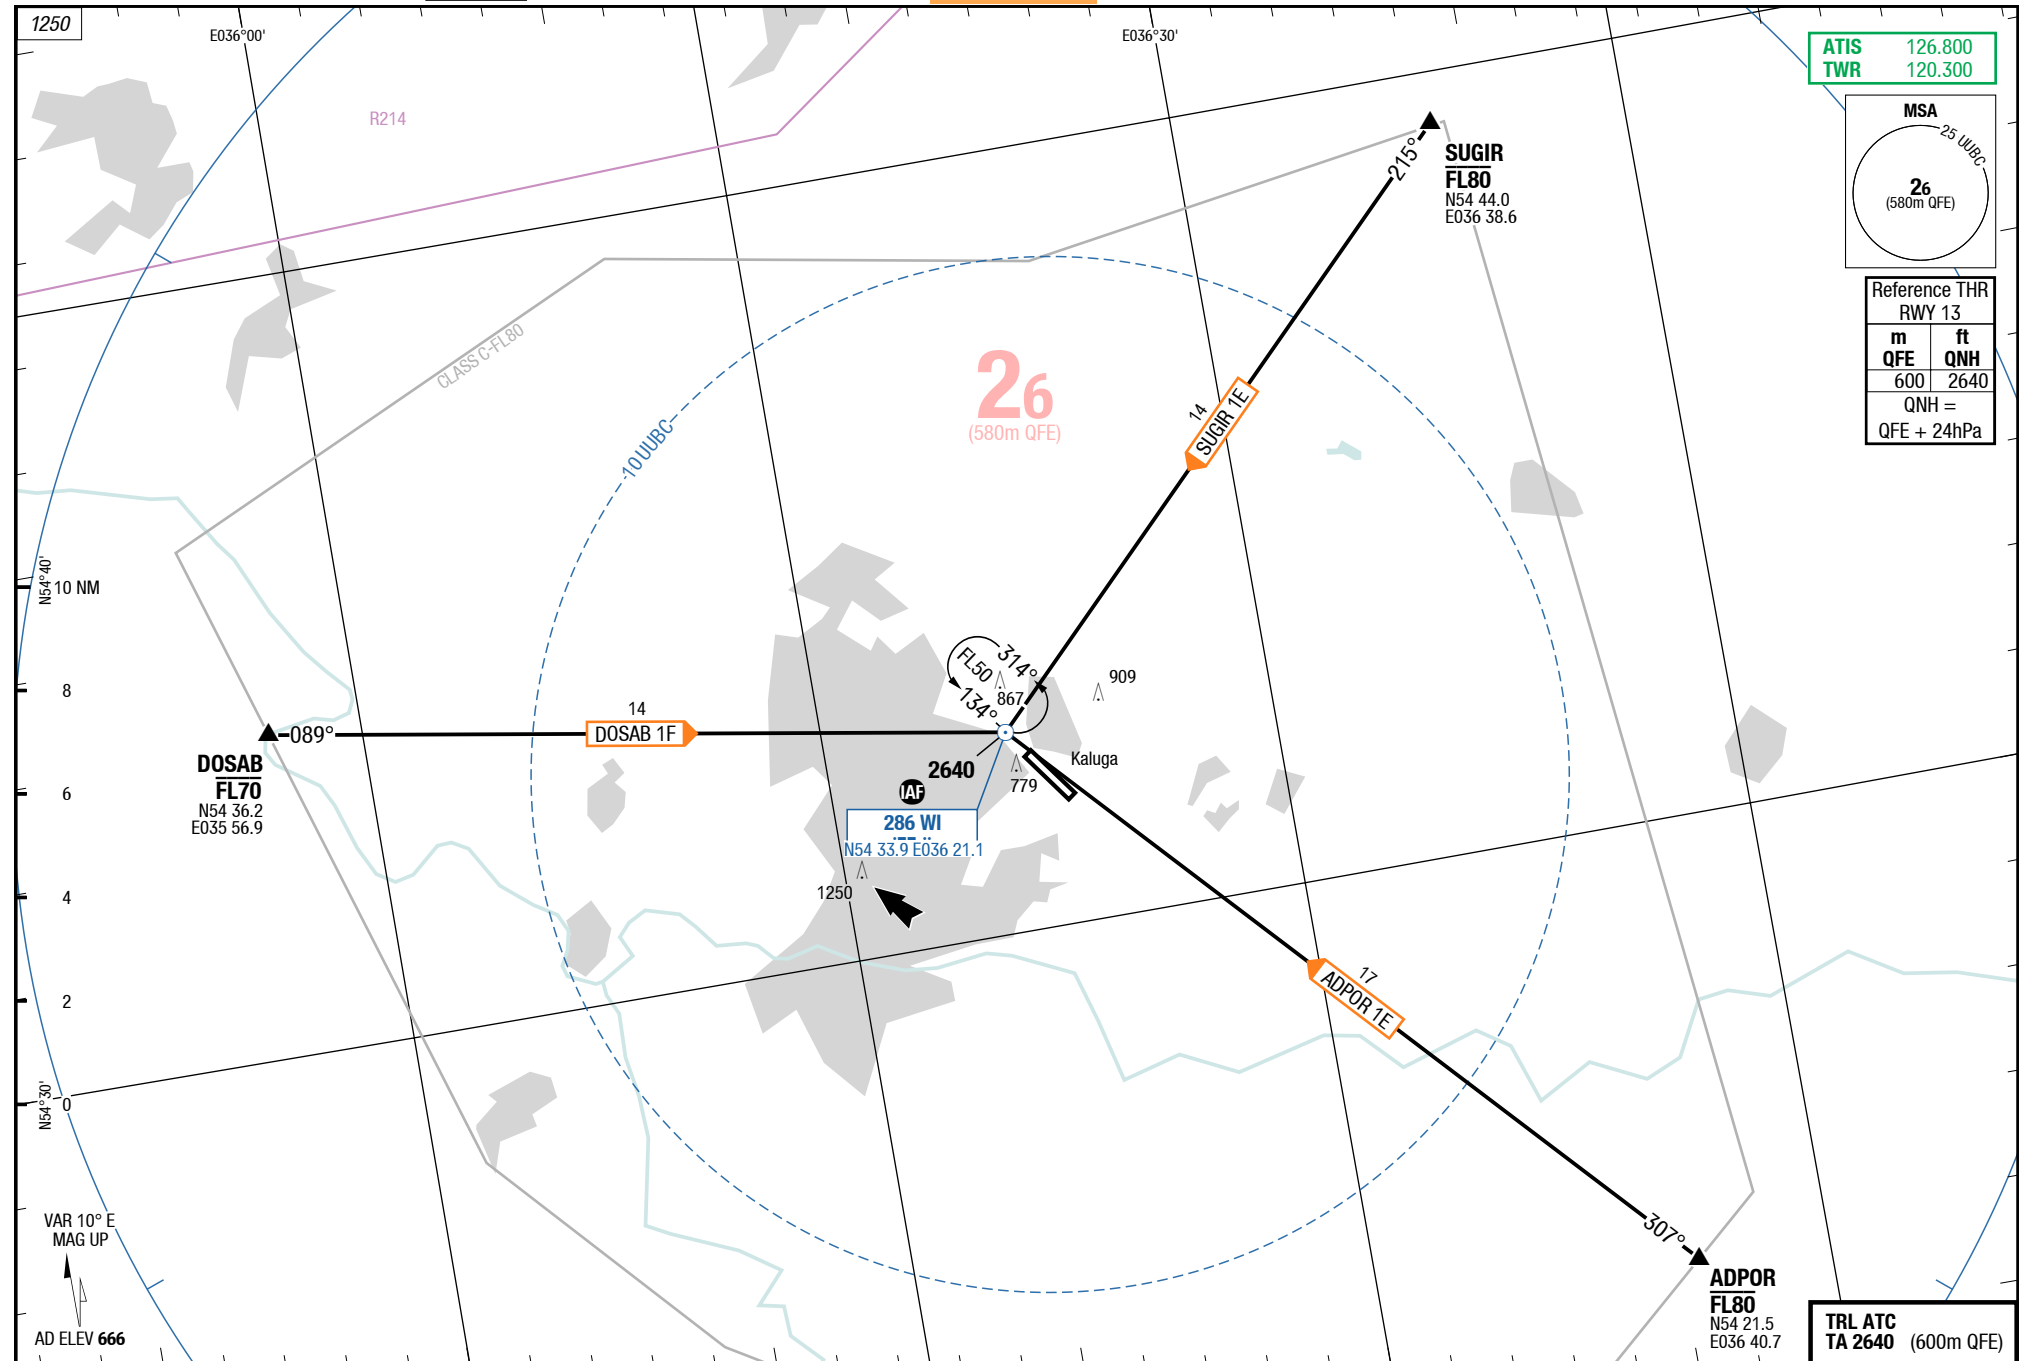 1250
E036°00'
E036°30'
ATIS 126.800
TWR 120.300
R214
MSA
25 UUBC
26
(580m QFE)
215°
SUGIR
FL80
N54 44.0
E036 38.6
Reference THR
RWY 13
m ft
QFE QNH
600 2640
QNH =
QFE + 24hPa
CLASS C-FL80
26
(580m QFE)
10 UUBC
14
SUGIR 1E
N54°40'
10 NM
8
6
4
2
0
N54°30'
314°
FL50
134°
867
909
14
DOSAB 1F
089°
DOSAB
FL70
N54 36.2
E035 56.9
2640
IAF
779
Kaluga
286 WI
N54 33.9 E036 21.1
1250
17
ADPOR 1E
307°
ADPOR
FL80
N54 21.5
E036 40.7
VAR 10° E
MAG UP
AD ELEV 666
TRL ATC
TA 2640 (600m QFE)